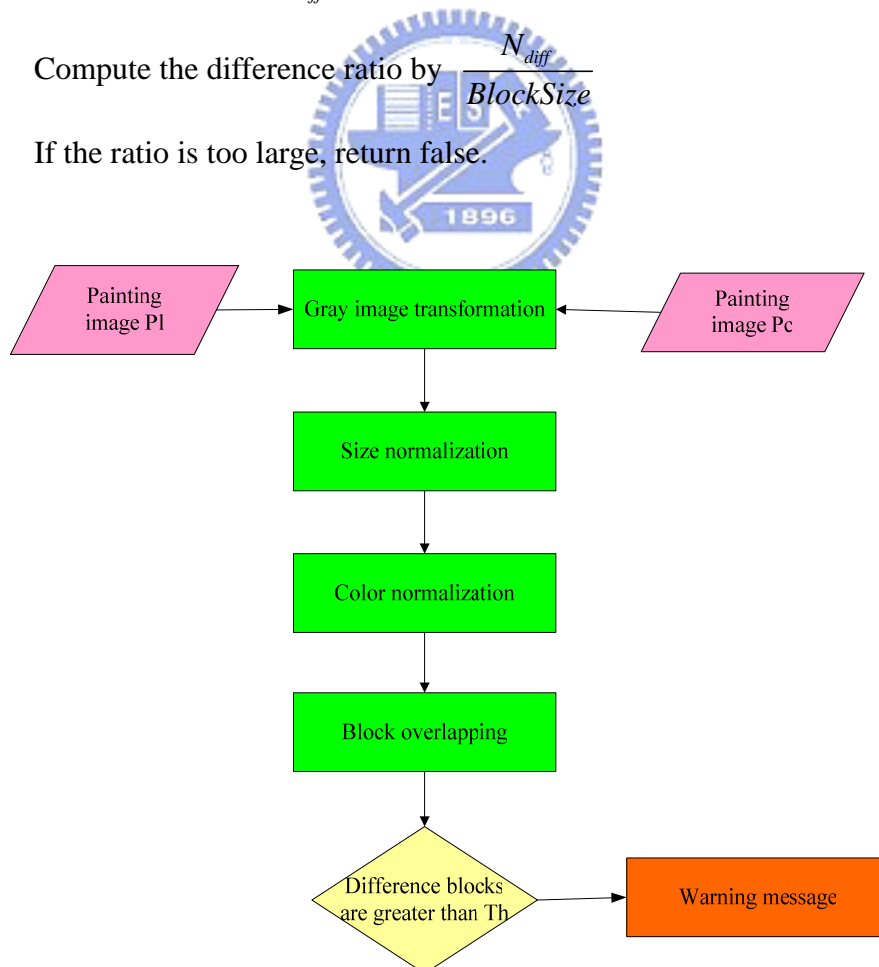 ff
Compute the difference ratio by N_diff / BlockSize
If the ratio is too large, return false.
E S
1896
Painting
image Pl
Gray image transformation
Painting
image Pc
Size normalization
Color normalization
Block overlapping
Difference blocks
are greater than Th
Warning message